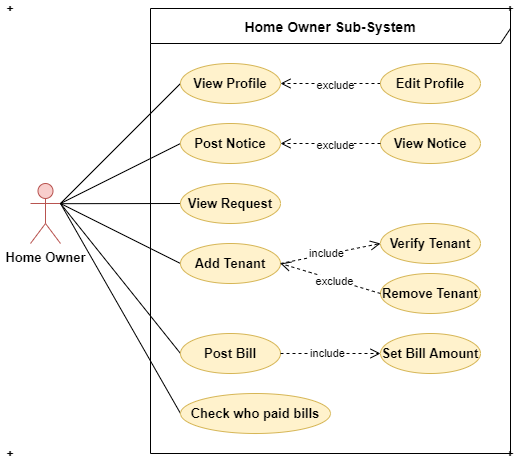 Home Owner Sub-System
View Profile
exclude
Edit Profile
Post Notice
exclude
View Notice
View Request
Home Owner
Add Tenant
include
Verify Tenant
exclude
Remove Tenant
Post Bill
include
Set Bill Amount
Check who paid bills